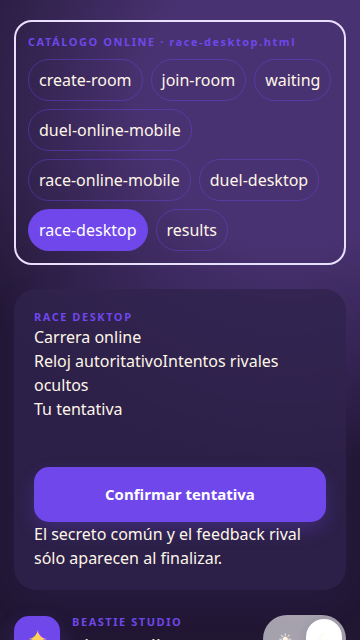 CATÁLOGO ONLINE · race-desktop.html
create-room join-room waiting
duel-online-mobile
race-online-mobile duel-desktop
race-desktop results
RACE DESKTOP
Carrera online
Reloj autoritativoIntentos rivales
ocultos
Tu tentativa
Confirmar tentativa
El secreto común y el feedback rival
sólo aparecen al finalizar.
BEASTIE STUDIO